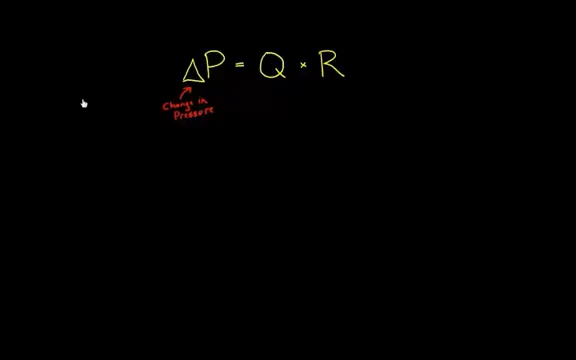 ΔP = Q × R
Change in
Pressure